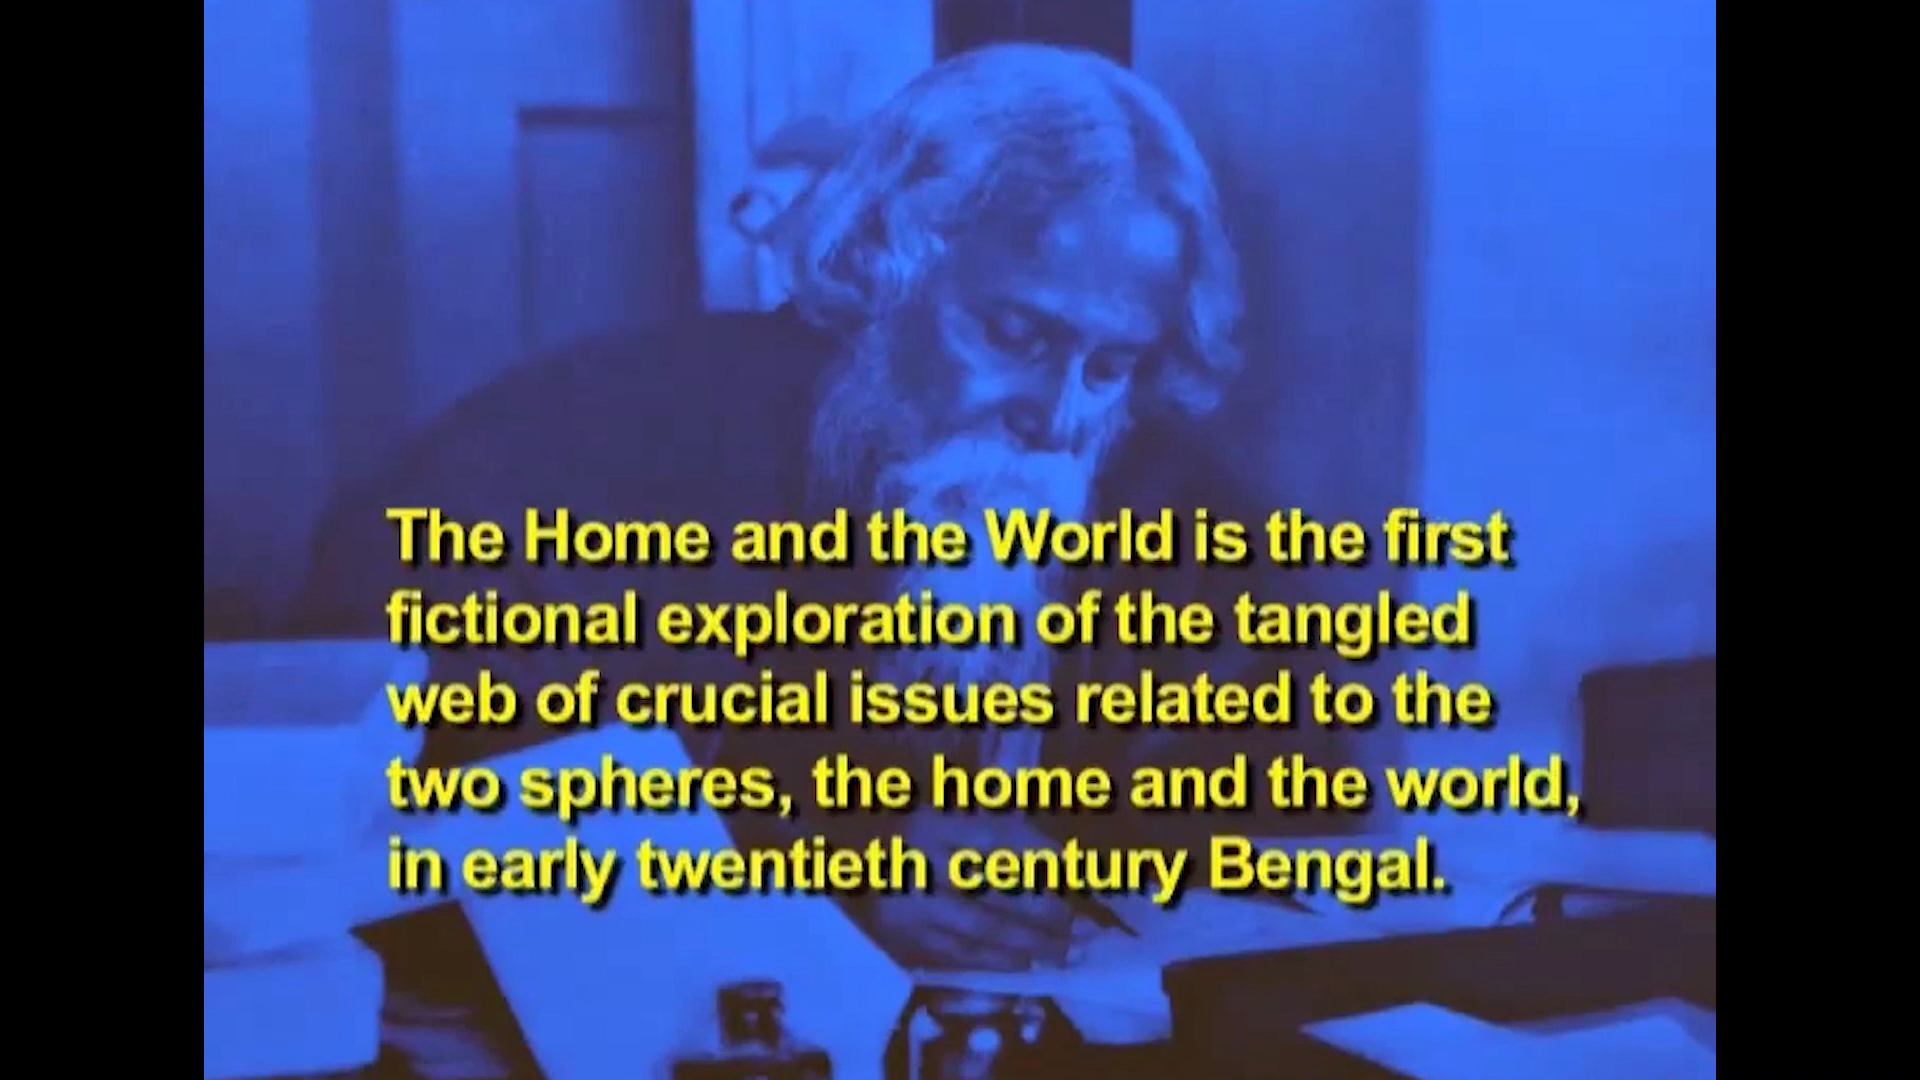 The Home and the World is the first
fictional exploration of the tangled
web of crucial issues related to the
two spheres, the home and the world,
in early twentieth century Bengal.